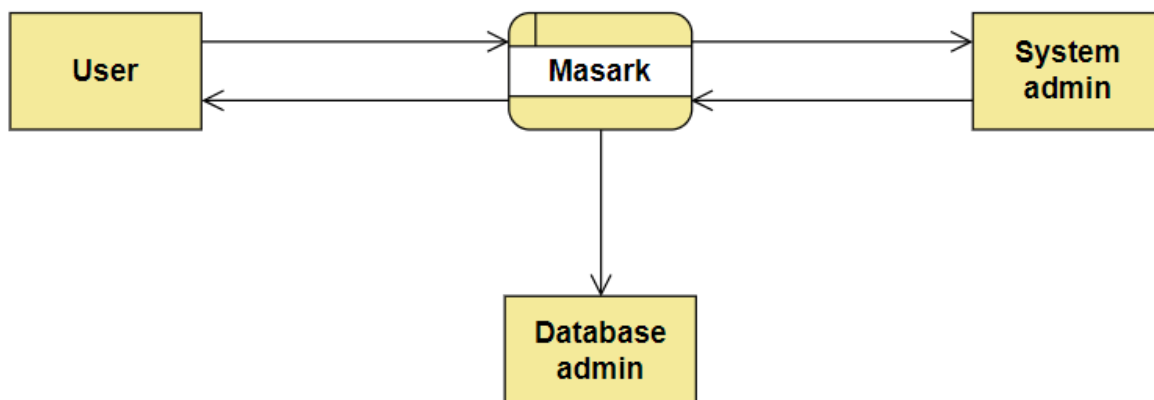 User
Masark
System
admin
Database
admin